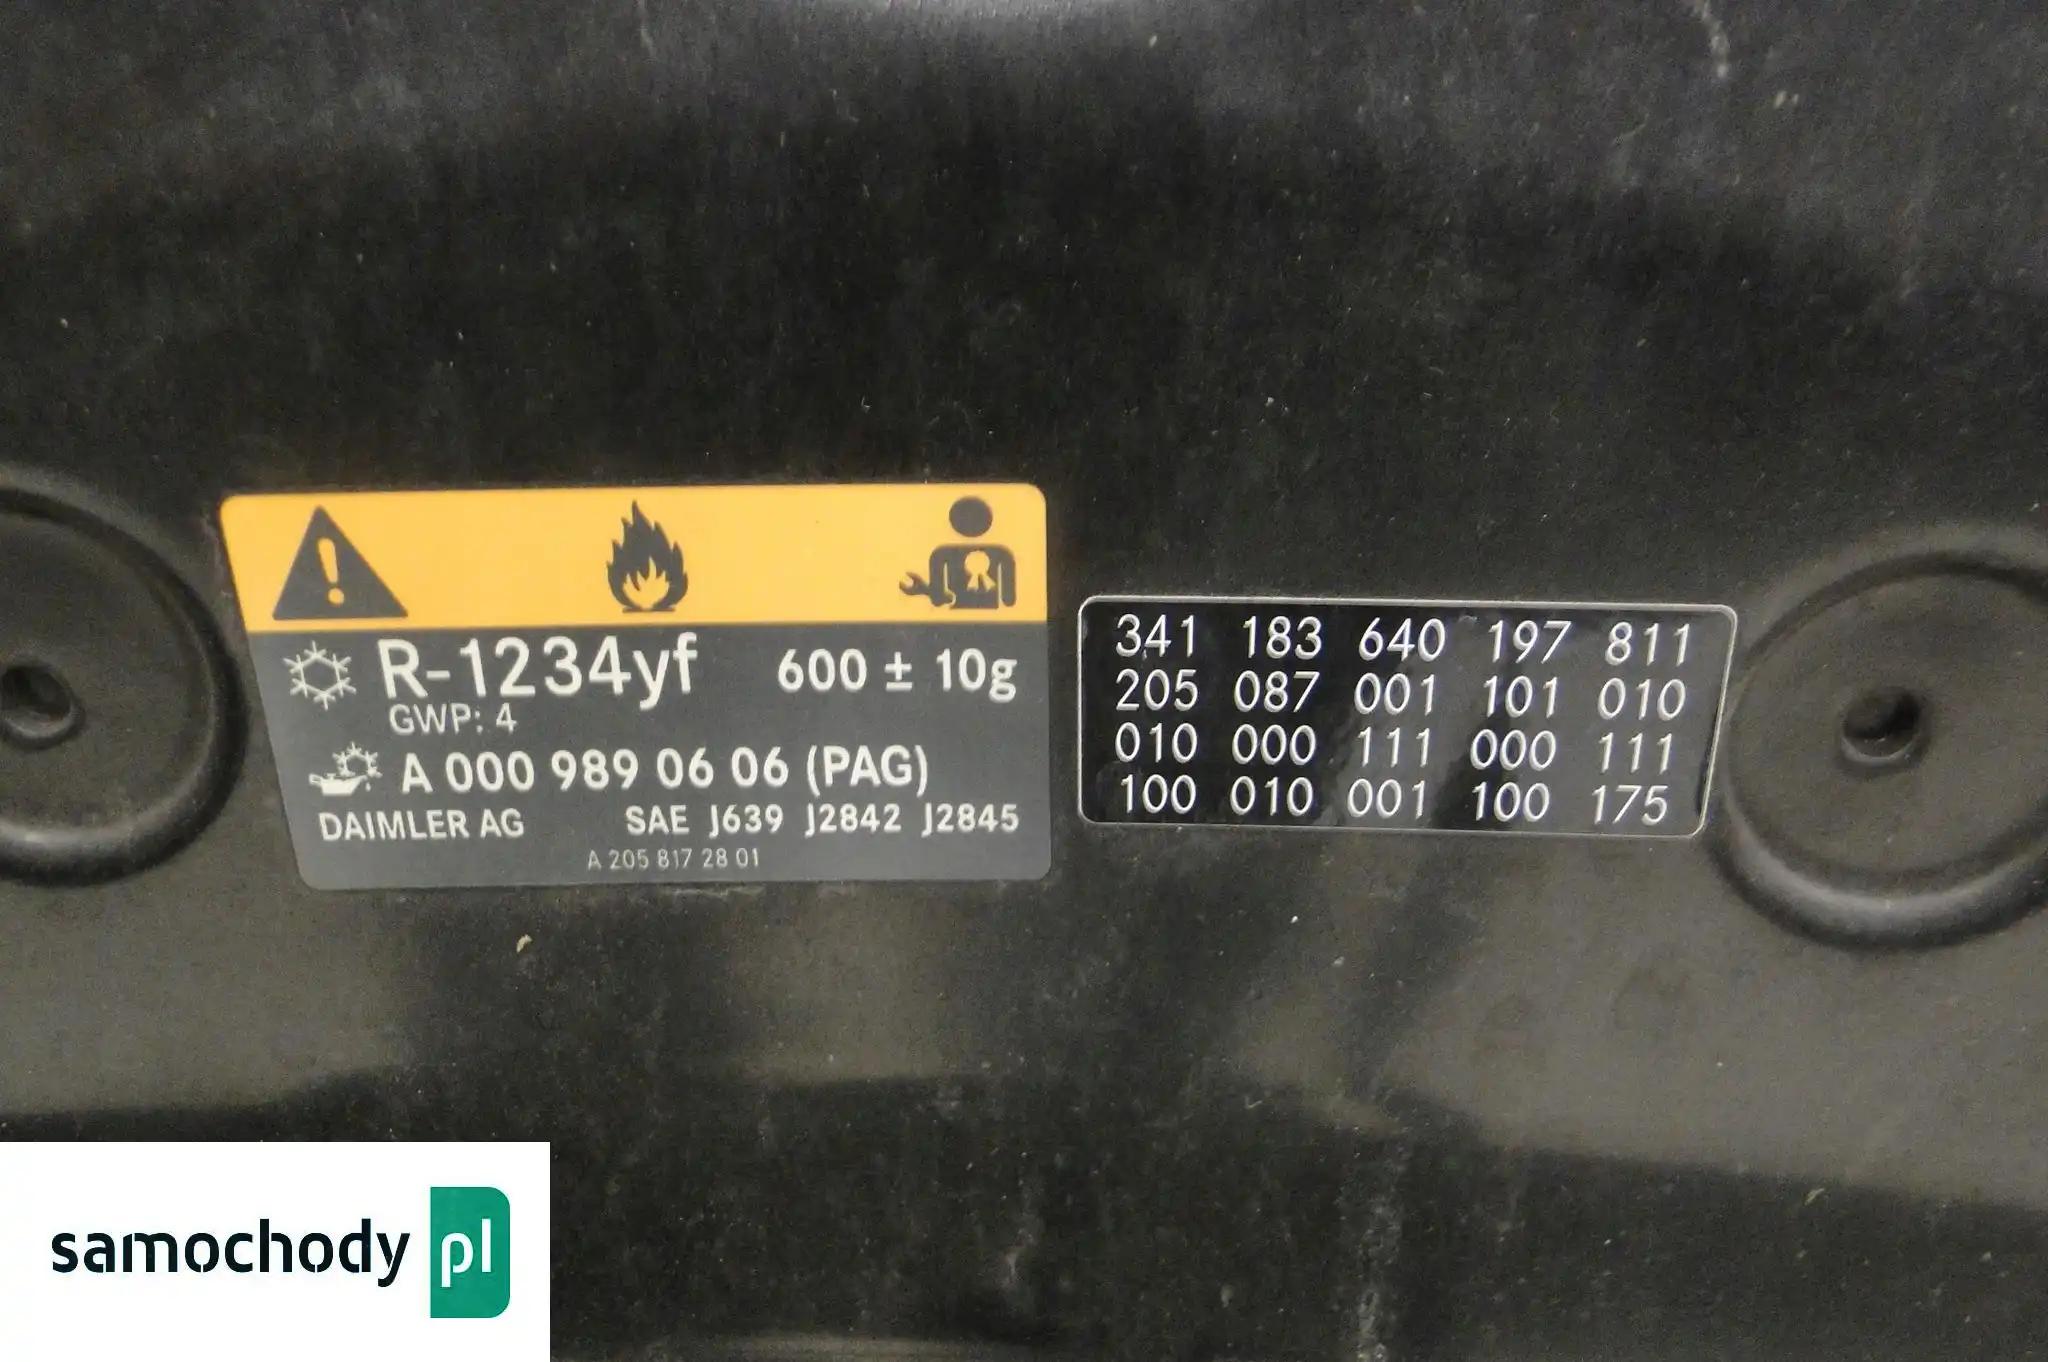 R-1234yf 600 ± 10g
GWP: 4
A 000 989 06 06 (PAG)
DAIMLER AG SAE J639 J2842 J2845
A 205 817 28 01
341 183 640 197 811
205 087 001 101 010
010 000 111 000 111
100 010 001 100 175
samochody pl